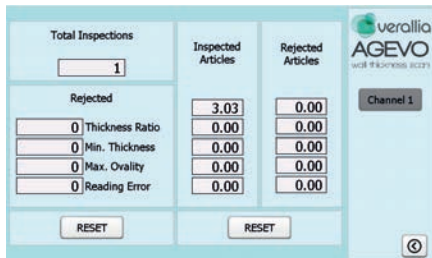 Total Inspections
1
Inspected
Articles
Rejected
Articles
verallia
AGEVO
wall thickness scan
Channel 1
Rejected
3.03 0.00
0 Thickness Ratio 0.00 0.00
0 Min. Thickness 0.00 0.00
0 Max. Ovality 0.00 0.00
0 Reading Error 0.00 0.00
RESET RESET